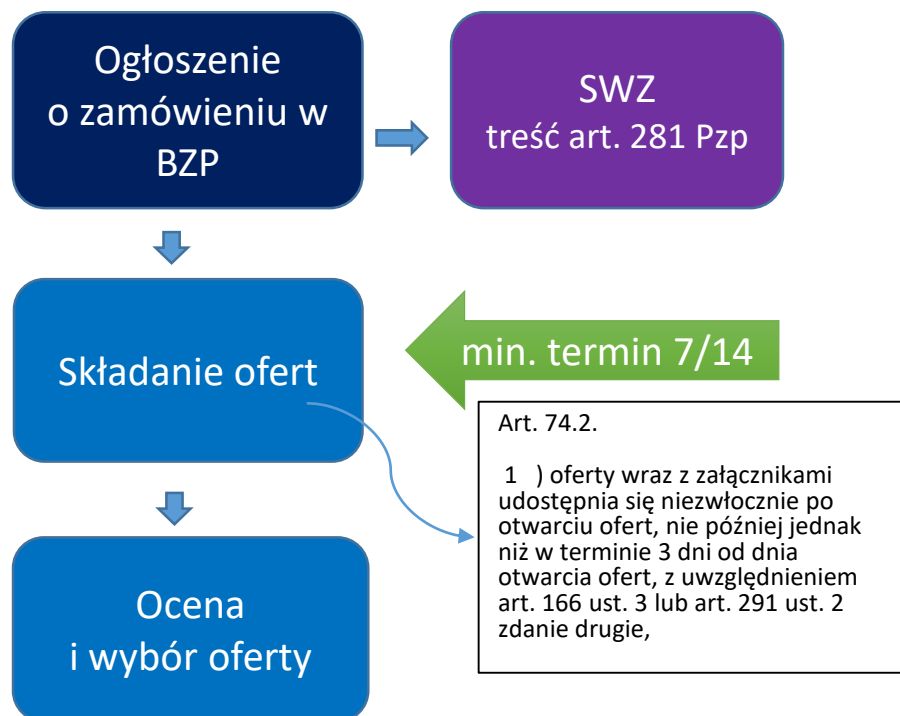 Ogłoszenie
o zamówieniu w
BZP
SWZ
treść art. 281 Pzp
Składanie ofert
min. termin 7/14
Art. 74.2.
1 ) oferty wraz z załącznikami
udostępnia się niezwłocznie po
otwarciu ofert, nie później jednak
niż w terminie 3 dni od dnia
otwarcia ofert, z uwzględnieniem
art. 166 ust. 3 lub art. 291 ust. 2
zdanie drugie,
Ocena
i wybór oferty